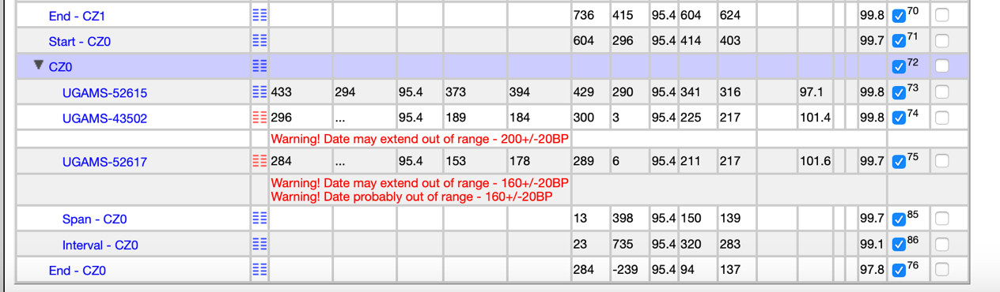 End - CZ1 736 415 95.4 604 624 99.8 70
Start - CZ0 604 296 95.4 414 403 99.7 71
CZ0 72
UGAMS-52615 433 294 95.4 373 394 429 290 95.4 341 316 97.1 99.8 73
UGAMS-43502 296 ... 95.4 189 184 300 3 95.4 225 217 101.4 99.8 74
Warning! Date may extend out of range - 200+/-20BP
UGAMS-52617 284 ... 95.4 153 178 289 6 95.4 211 217 101.6 99.7 75
Warning! Date may extend out of range - 160+/-20BP
Warning! Date probably out of range - 160+/-20BP
Span - CZ0 13 398 95.4 150 139 99.7 85
Interval - CZ0 23 735 95.4 320 283 99.1 86
End - CZ0 284 -239 95.4 94 137 97.8 76